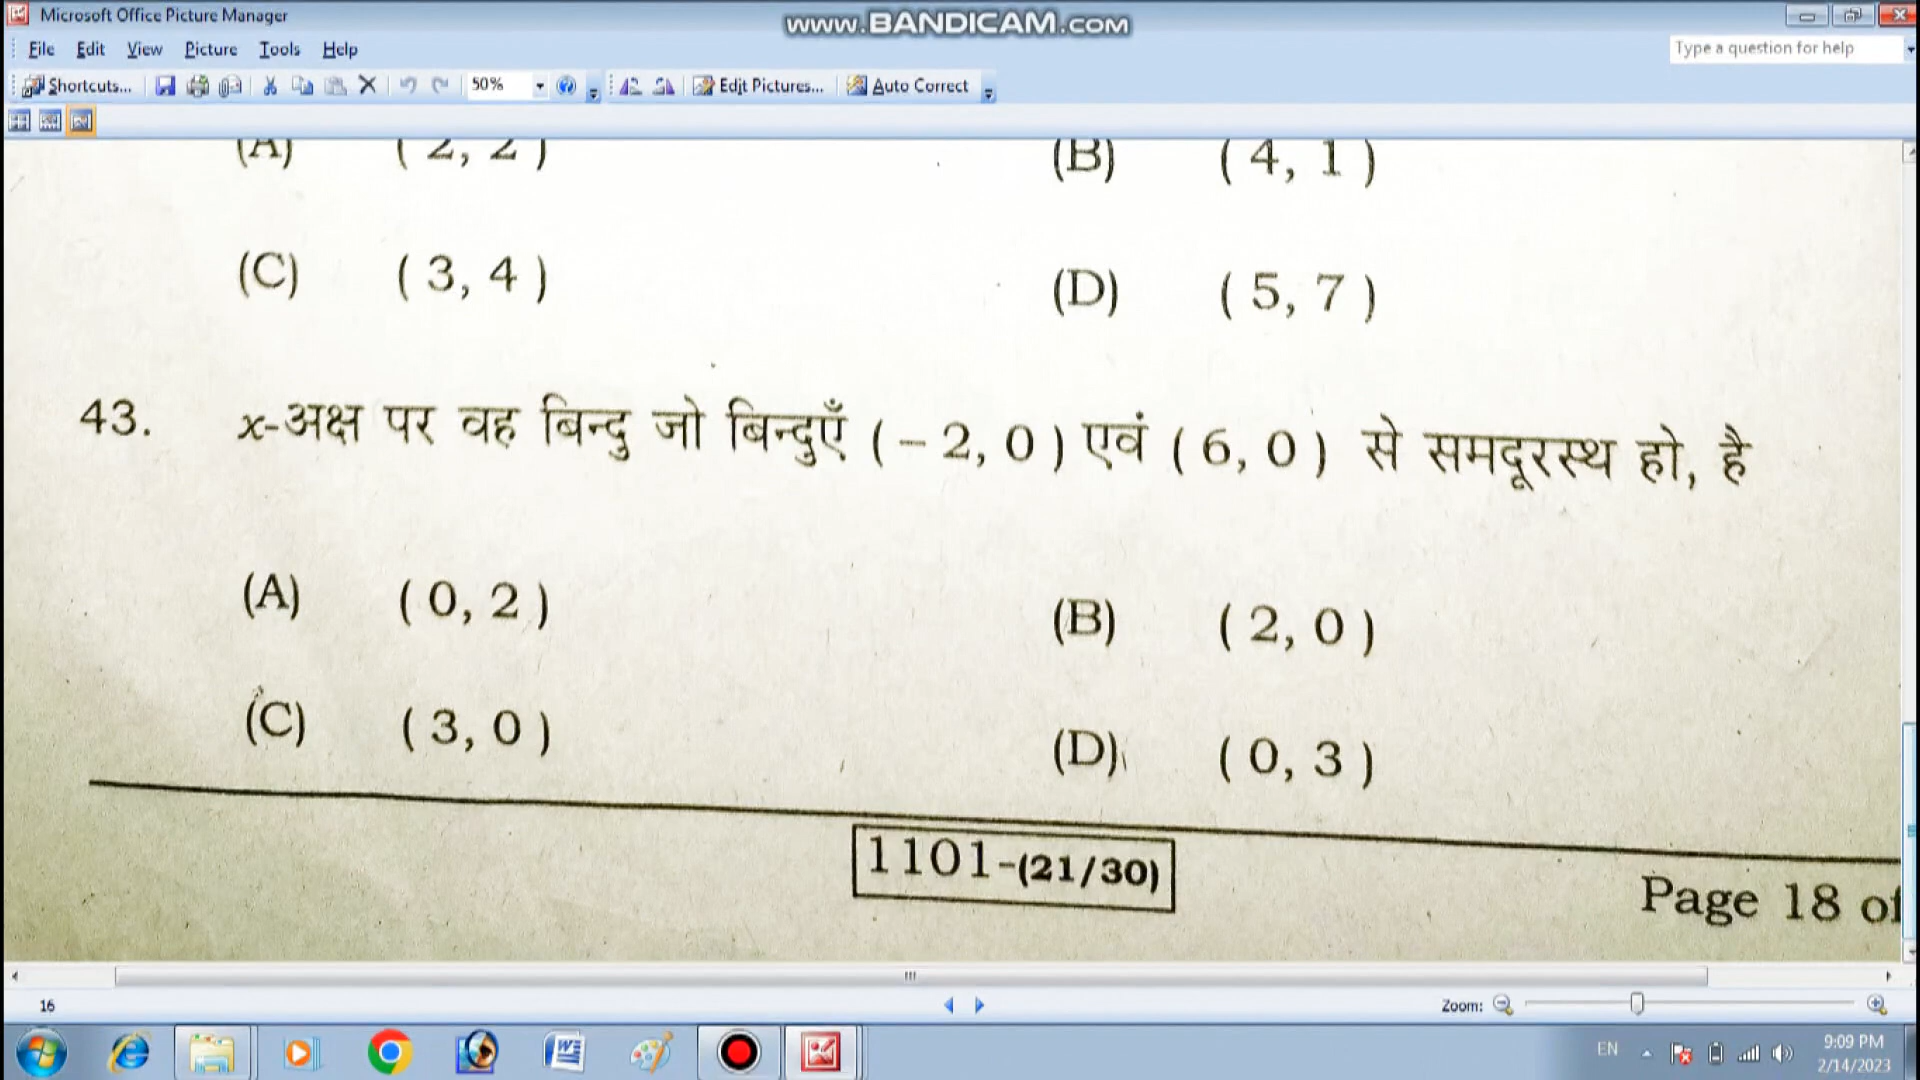 Microsoft Office Picture Manager
www.BANDICAM.com
File Edit View Picture Tools Help
Type a question for help
Shortcuts... 50% Edit Pictures... Auto Correct
(A) ( 2, 2 ) (B) ( 4, 1 )
(C) ( 3, 4 ) (D) ( 5, 7 )
43. x-अक्ष पर वह बिन्दु जो बिन्दुएँ ( – 2, 0 ) एवं ( 6, 0 ) से समदूरस्थ हो, है
(A) ( 0, 2 ) (B) ( 2, 0 )
(C) ( 3, 0 ) (D) ( 0, 3 )
1101-(21/30)
Page 18 of
16 Zoom:
EN 9:09 PM
2/14/2023